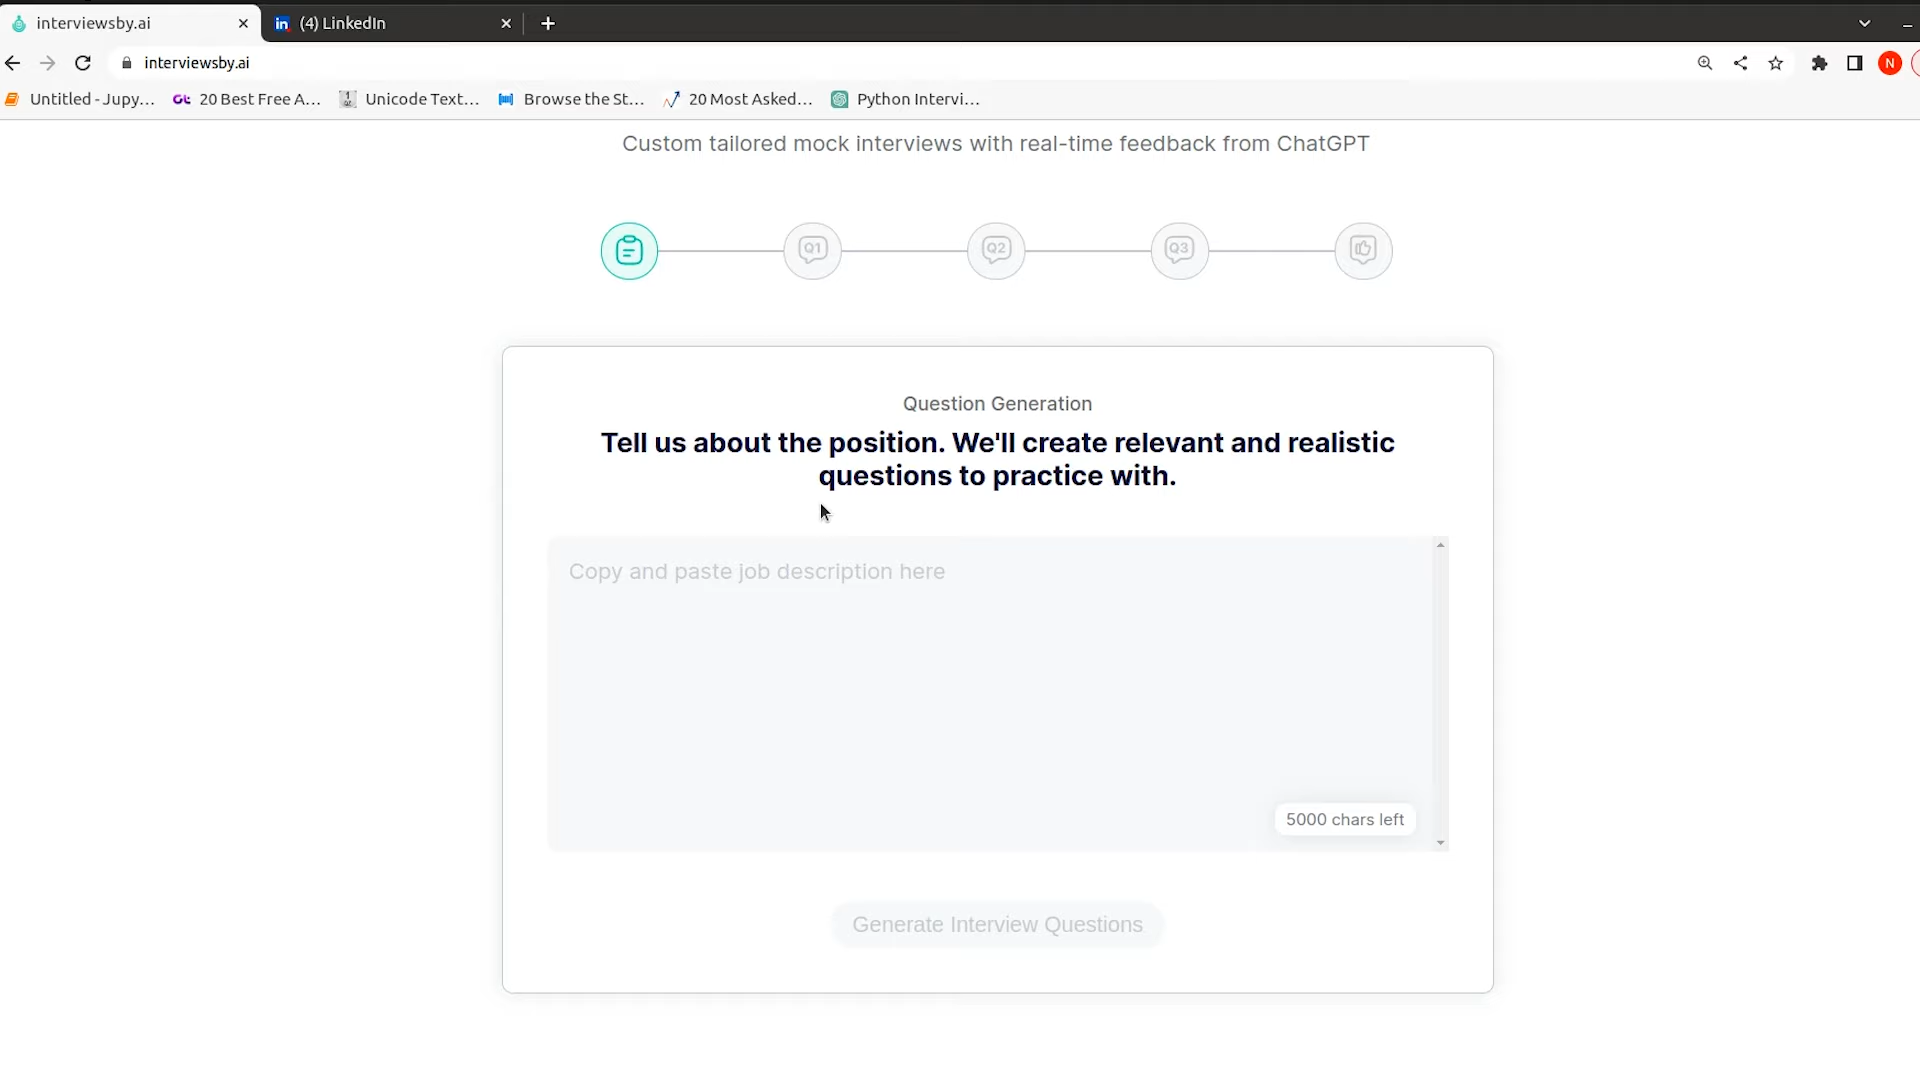 interviewsby.ai
(4) LinkedIn
interviewsby.ai
N
Untitled - Jupy...
20 Best Free A...
Unicode Text...
Browse the St...
20 Most Asked...
Python Intervi...
Custom tailored mock interviews with real-time feedback from ChatGPT
Q1
Q2
Q3
Question Generation
Tell us about the position. We'll create relevant and realistic
questions to practice with.
Copy and paste job description here
5000 chars left
Generate Interview Questions